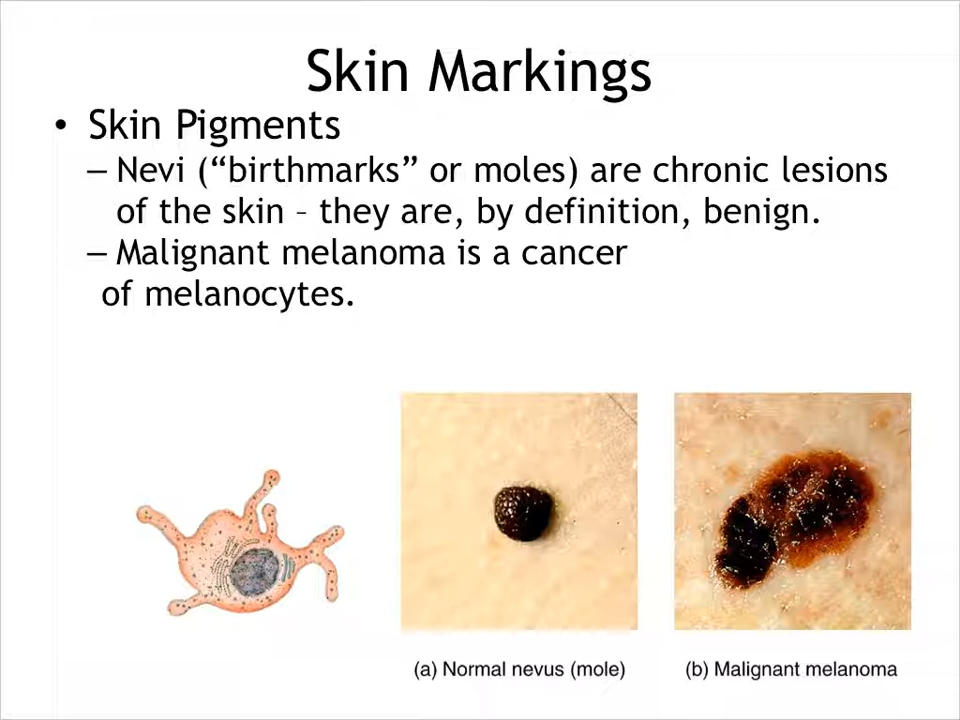 Skin Markings
• Skin Pigments
– Nevi (“birthmarks” or moles) are chronic lesions
of the skin – they are, by definition, benign.
– Malignant melanoma is a cancer
of melanocytes.
(a) Normal nevus (mole)
(b) Malignant melanoma